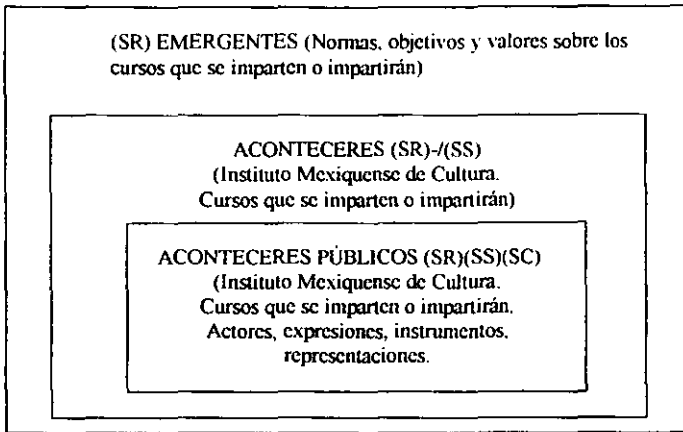 (SR) EMERGENTES (Normas, objetivos y valores sobre los
cursos que se imparten o impartirán)
ACONTECERES (SR)-/(SS)
(Instituto Mexiquense de Cultura.
Cursos que se imparten o impartirán)
ACONTECERES PÚBLICOS (SR)(SS)(SC)
(Instituto Mexiquense de Cultura.
Cursos que se imparten o impartirán.
Actores, expresiones, instrumentos,
representaciones.